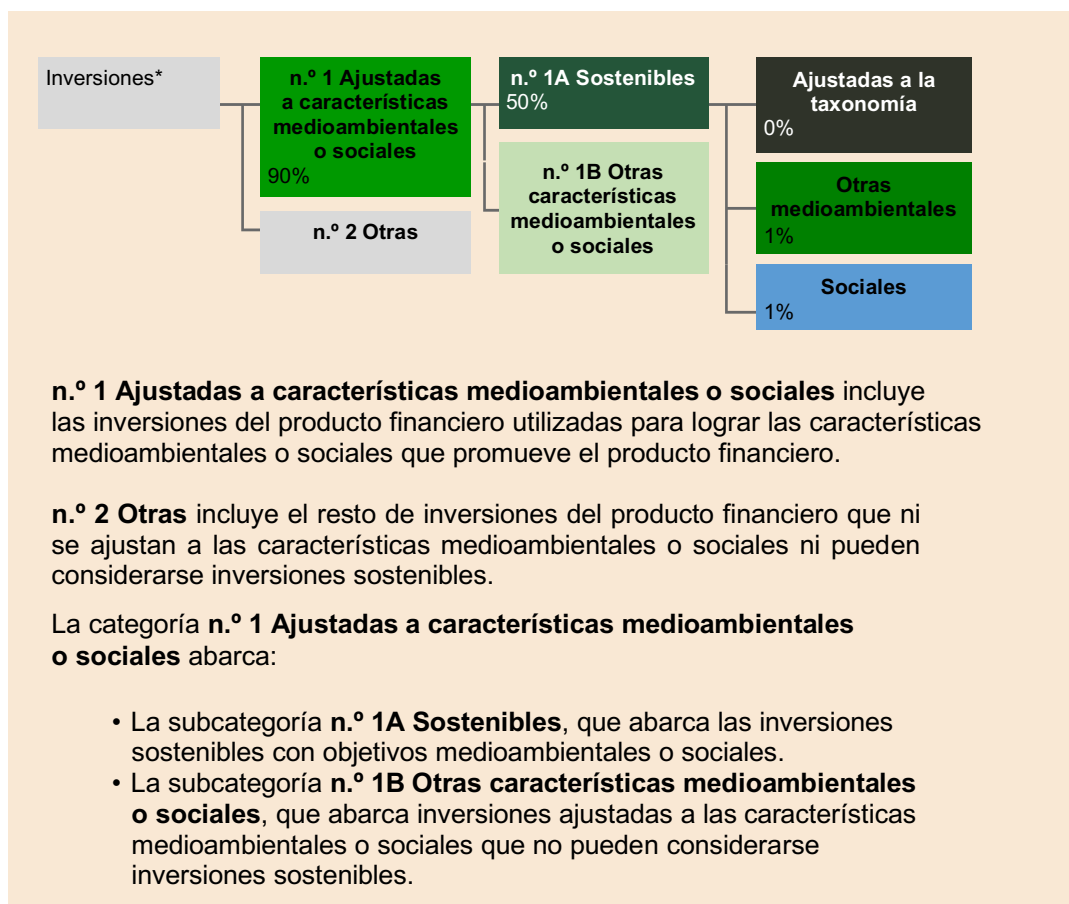 Inversiones*
n.º 1 Ajustadas
a características
medioambientales
o sociales
90%
n.º 2 Otras
n.º 1A Sostenibles
50%
n.º 1B Otras
características
medioambientales
o sociales
Ajustadas a la
taxonomía
0%
Otras
medioambientales
1%
Sociales
1%
n.º 1 Ajustadas a características medioambientales o sociales incluye
las inversiones del producto financiero utilizadas para lograr las características
medioambientales o sociales que promueve el producto financiero.
n.º 2 Otras incluye el resto de inversiones del producto financiero que ni
se ajustan a las características medioambientales o sociales ni pueden
considerarse inversiones sostenibles.
La categoría n.º 1 Ajustadas a características medioambientales
o sociales abarca:
• La subcategoría n.º 1A Sostenibles, que abarca las inversiones
sostenibles con objetivos medioambientales o sociales.
• La subcategoría n.º 1B Otras características medioambientales
o sociales, que abarca inversiones ajustadas a las características
medioambientales o sociales que no pueden considerarse
inversiones sostenibles.